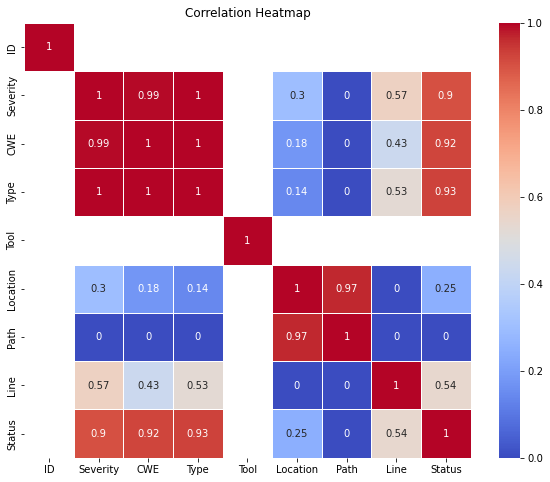 Correlation Heatmap
ID 1
Severity 1 0.99 1 0.3 0 0.57 0.9
CWE 0.99 1 1 0.18 0 0.43 0.92
Type 1 1 1 0.14 0 0.53 0.93
Tool 1
Location 0.3 0.18 0.14 1 0.97 0 0.25
Path 0 0 0 0.97 1 0 0
Line 0.57 0.43 0.53 0 0 1 0.54
Status 0.9 0.92 0.93 0.25 0 0.54 1
ID Severity CWE Type Tool Location Path Line Status
1.0
0.8
0.6
0.4
0.2
0.0